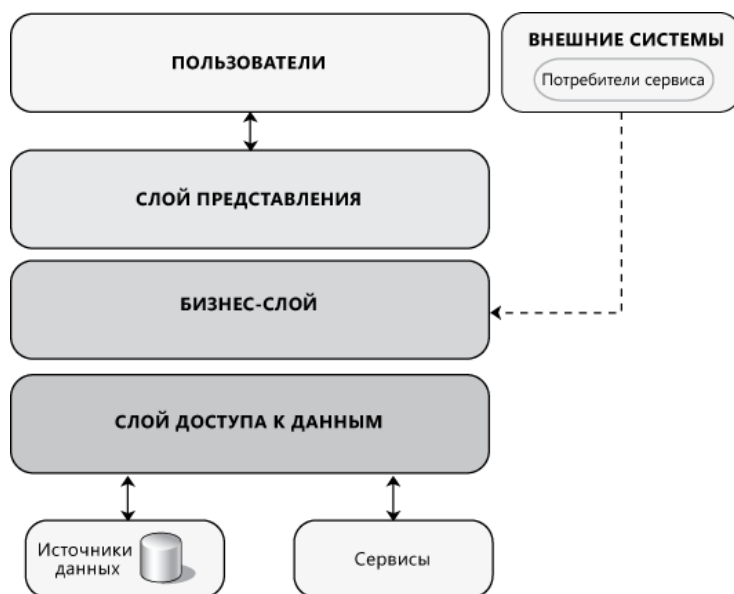 ПОЛЬЗОВАТЕЛИ
ВНЕШНИЕ СИСТЕМЫ
Потребители сервиса
СЛОЙ ПРЕДСТАВЛЕНИЯ
БИЗНЕС-СЛОЙ
СЛОЙ ДОСТУПА К ДАННЫМ
Источники
данных
Сервисы